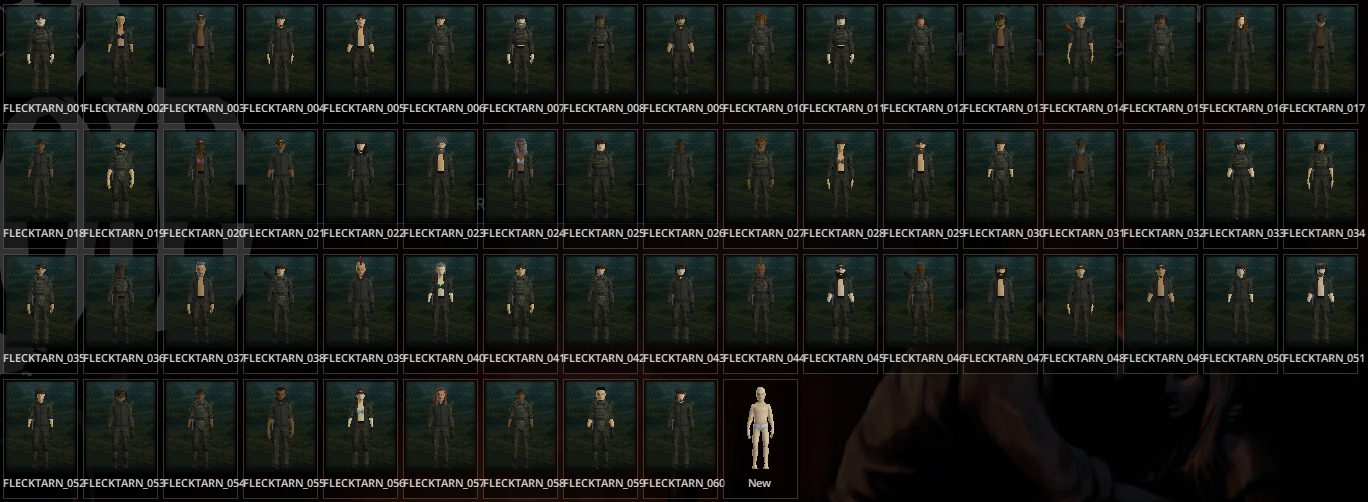 FLECKTARN_001 FLECKTARN_002 FLECKTARN_003 FLECKTARN_004 FLECKTARN_005 FLECKTARN_006 FLECKTARN_007 FLECKTARN_008 FLECKTARN_009 FLECKTARN_010 FLECKTARN_011 FLECKTARN_012 FLECKTARN_013 FLECKTARN_014 FLECKTARN_015 FLECKTARN_016 FLECKTARN_017
FLECKTARN_018 FLECKTARN_019 FLECKTARN_020 FLECKTARN_021 FLECKTARN_022 FLECKTARN_023 FLECKTARN_024 FLECKTARN_025 FLECKTARN_026 FLECKTARN_027 FLECKTARN_028 FLECKTARN_029 FLECKTARN_030 FLECKTARN_031 FLECKTARN_032 FLECKTARN_033 FLECKTARN_034
FLECKTARN_035 FLECKTARN_036 FLECKTARN_037 FLECKTARN_038 FLECKTARN_039 FLECKTARN_040 FLECKTARN_041 FLECKTARN_042 FLECKTARN_043 FLECKTARN_044 FLECKTARN_045 FLECKTARN_046 FLECKTARN_047 FLECKTARN_048 FLECKTARN_049 FLECKTARN_050 FLECKTARN_051
FLECKTARN_052 FLECKTARN_053 FLECKTARN_054 FLECKTARN_055 FLECKTARN_056 FLECKTARN_057 FLECKTARN_058 FLECKTARN_059 FLECKTARN_060 New